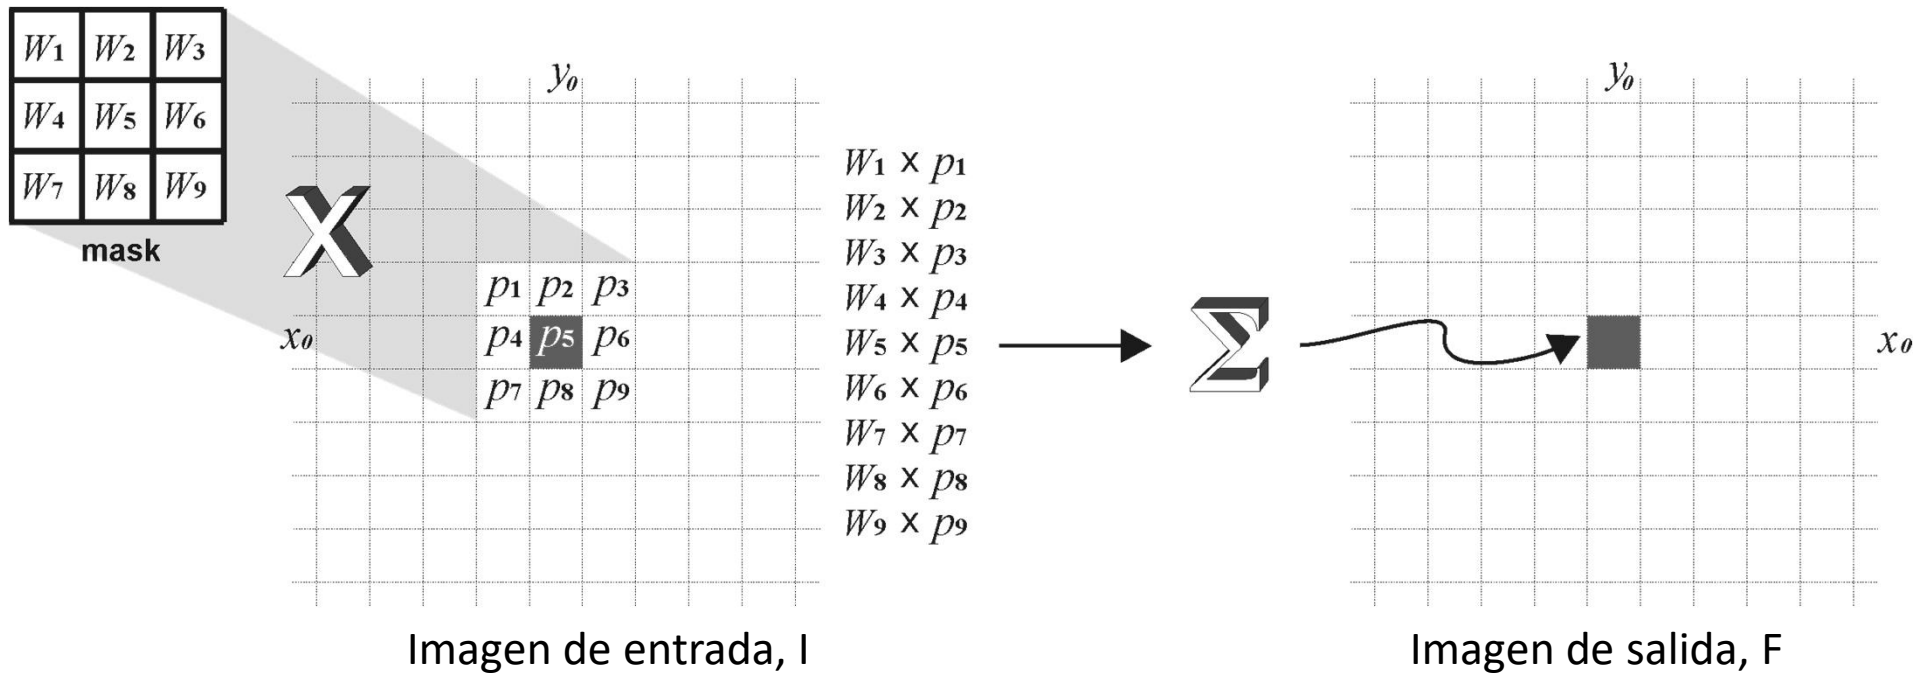 W1 W2 W3
W4 W5 W6
W7 W8 W9
mask
X
y0
x0
p1 p2 p3
p4 p5 p6
p7 p8 p9
W1 x p1
W2 x p2
W3 x p3
W4 x p4
W5 x p5
W6 x p6
W7 x p7
W8 x p8
W9 x p9
Σ
y0
x0
Imagen de entrada, I
Imagen de salida, F